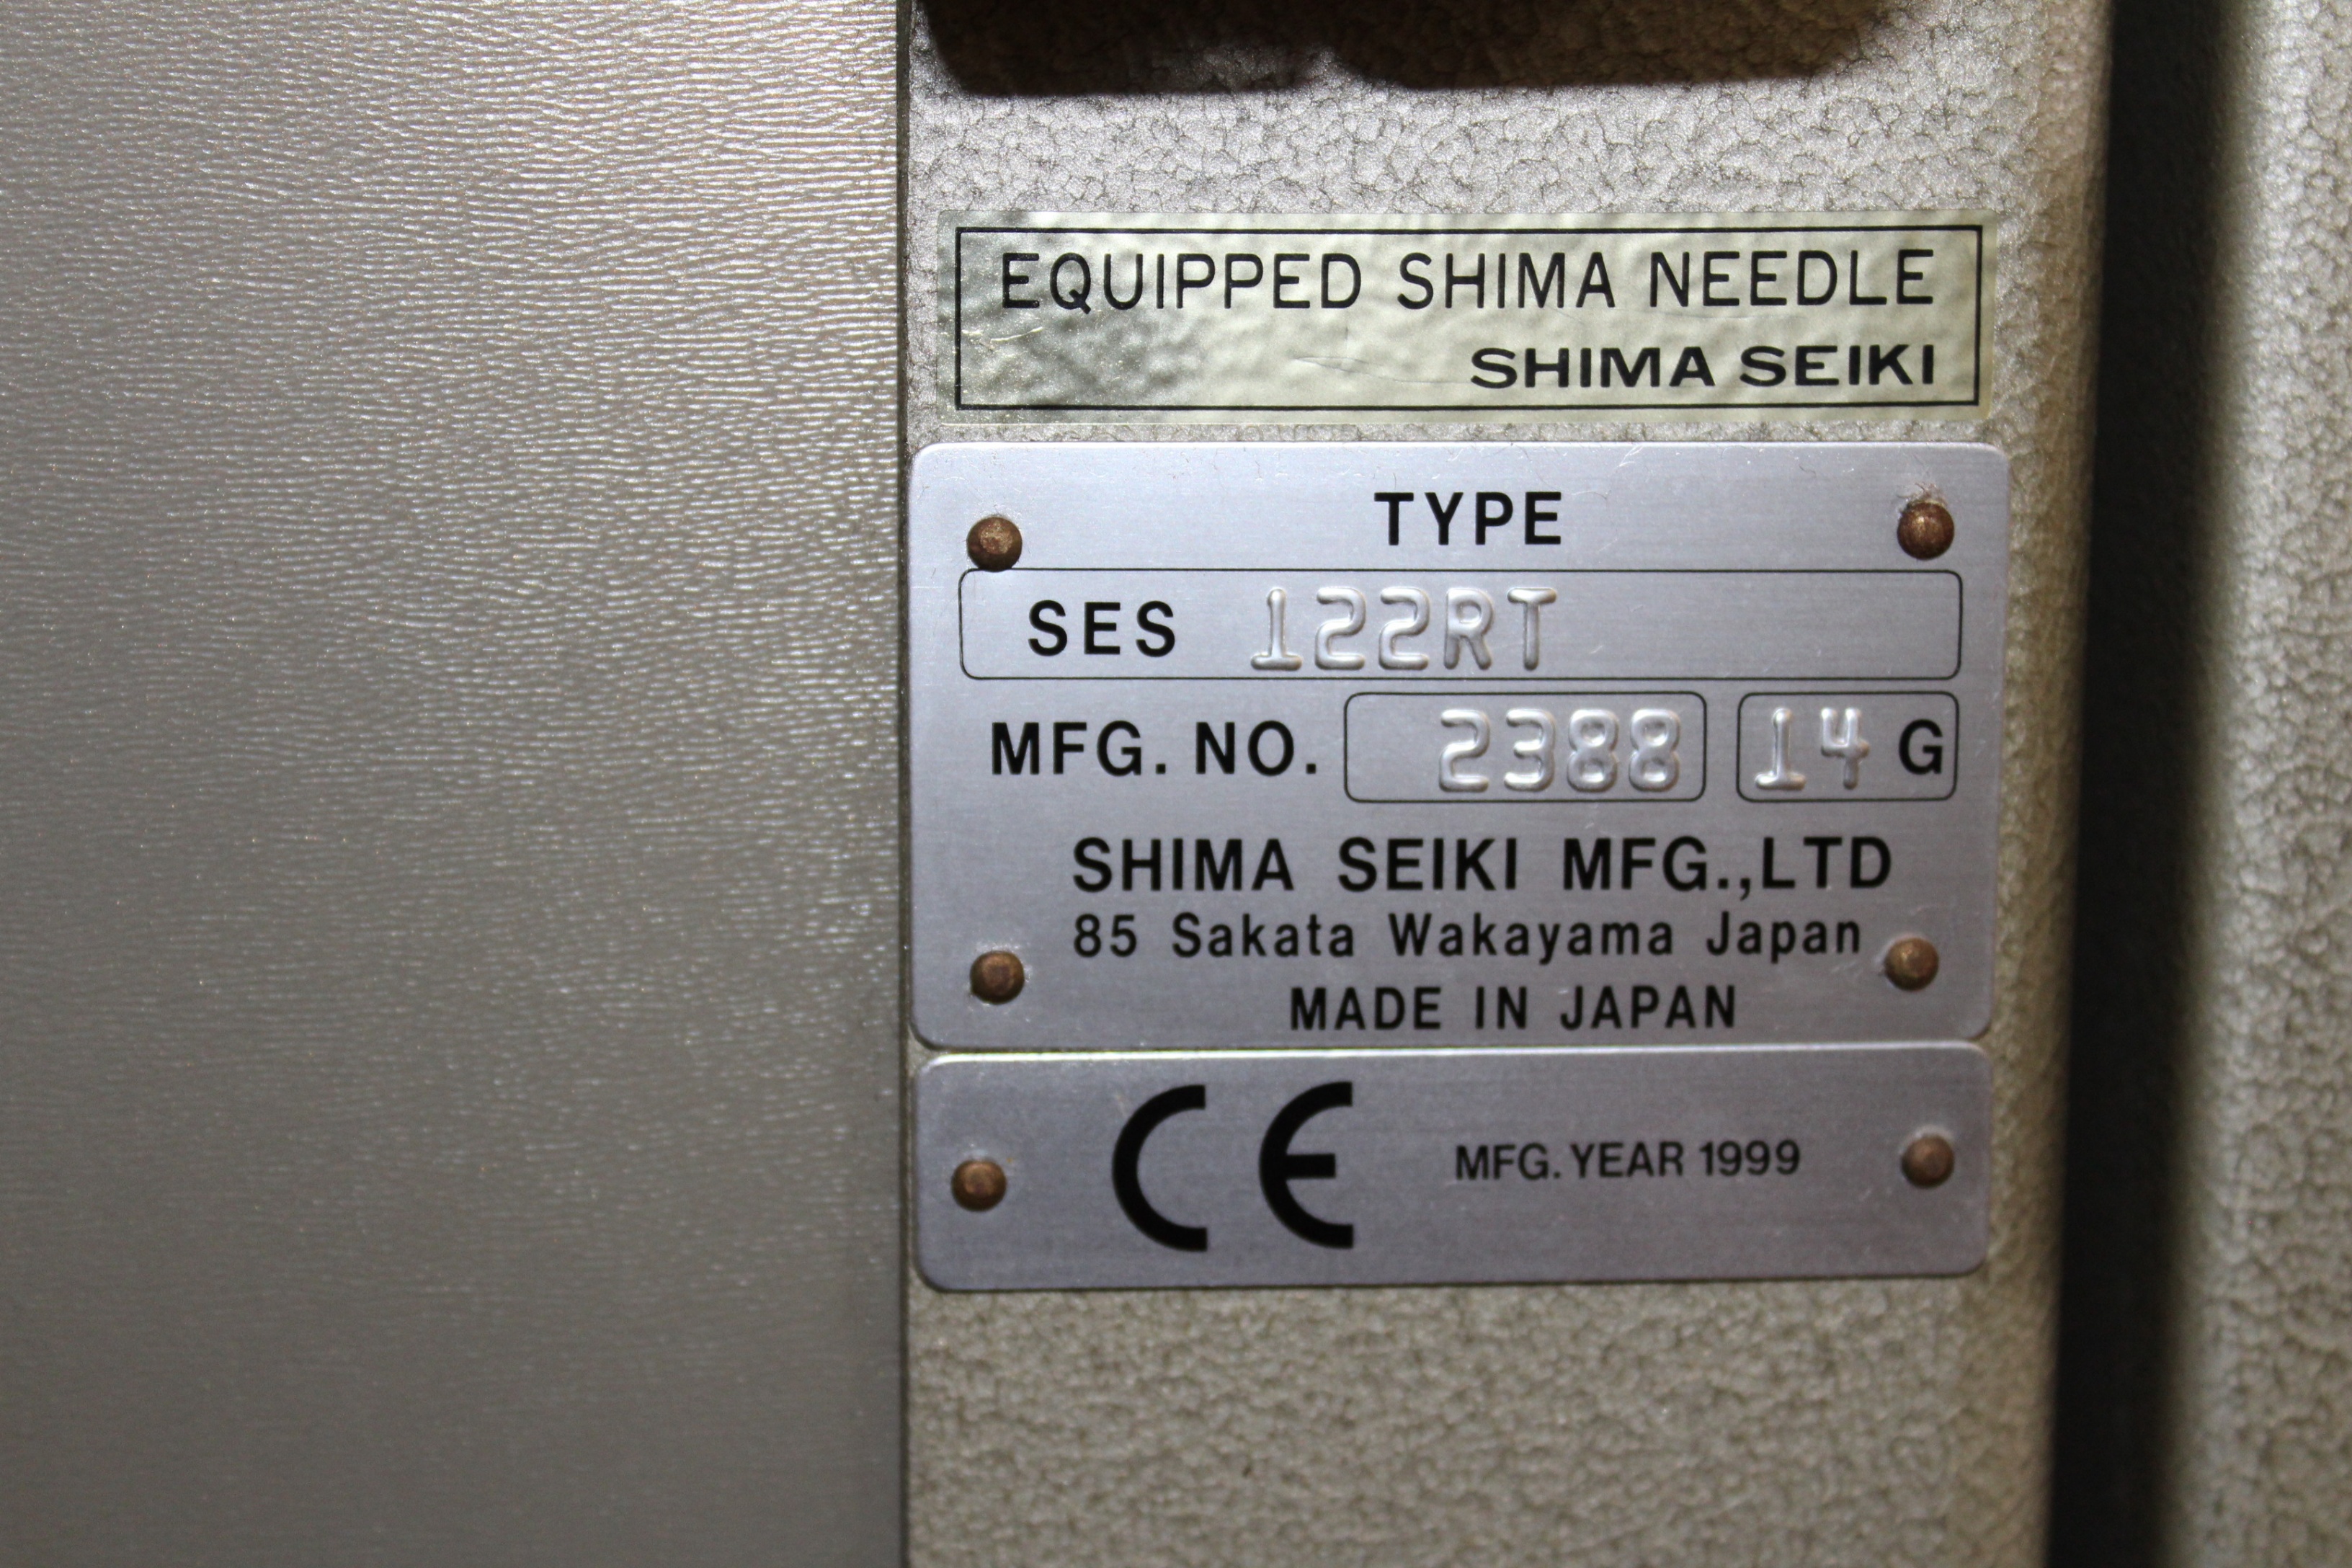 EQUIPPED SHIMA NEEDLE
SHIMA SEIKI
TYPE
SES 122RT
MFG. NO. 2388 14 G
SHIMA SEIKI MFG.,LTD
85 Sakata Wakayama Japan
MADE IN JAPAN
CE MFG. YEAR 1999